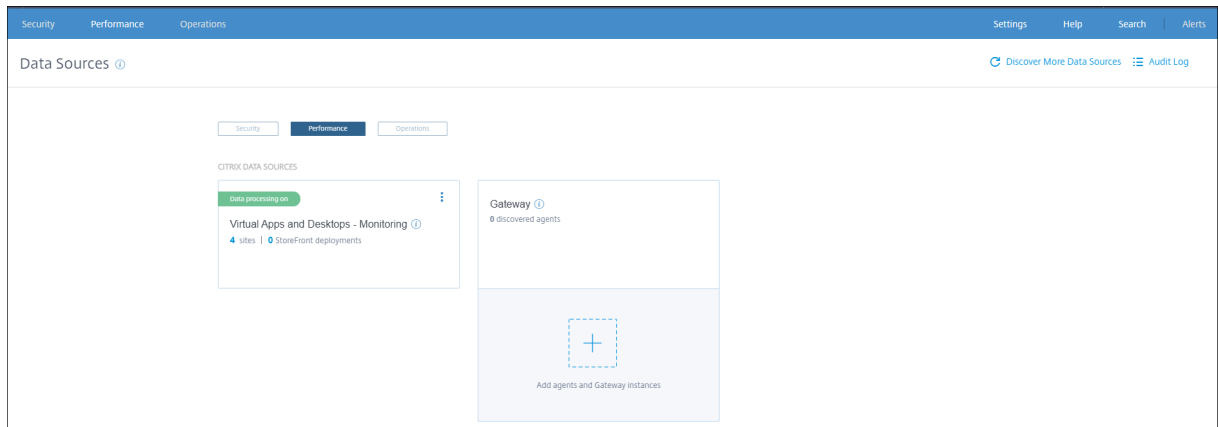 Security Performance Operations Settings Help Search Alerts
Data Sources Discover More Data Sources Audit Log
Security Performance Operations
CITRIX DATA SOURCES
Data processing on
Virtual Apps and Desktops - Monitoring
4 sites | 0 StoreFront deployments
Gateway
0 discovered agents
Add agents and Gateway instances